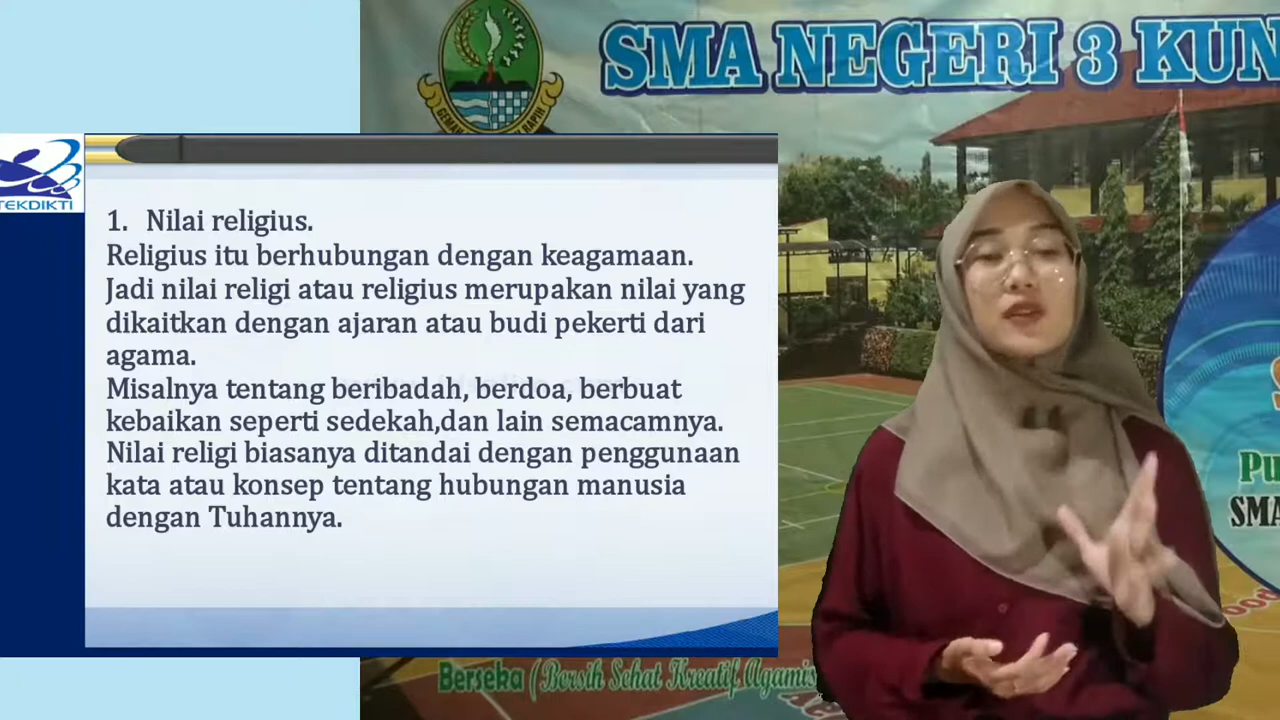 SMA NEGERI 3 KUN
TEKDIKTI
1. Nilai religius.
Religius itu berhubungan dengan keagamaan.
Jadi nilai religi atau religius merupakan nilai yang
dikaitkan dengan ajaran atau budi pekerti dari
agama.
Misalnya tentang beribadah, berdoa, berbuat
kebaikan seperti sedekah,dan lain semacamnya.
Nilai religi biasanya ditandai dengan penggunaan
kata atau konsep tentang hubungan manusia
dengan Tuhannya.
Pu
SMA
Berseka (Bersih Sehat Kreatif Agamis